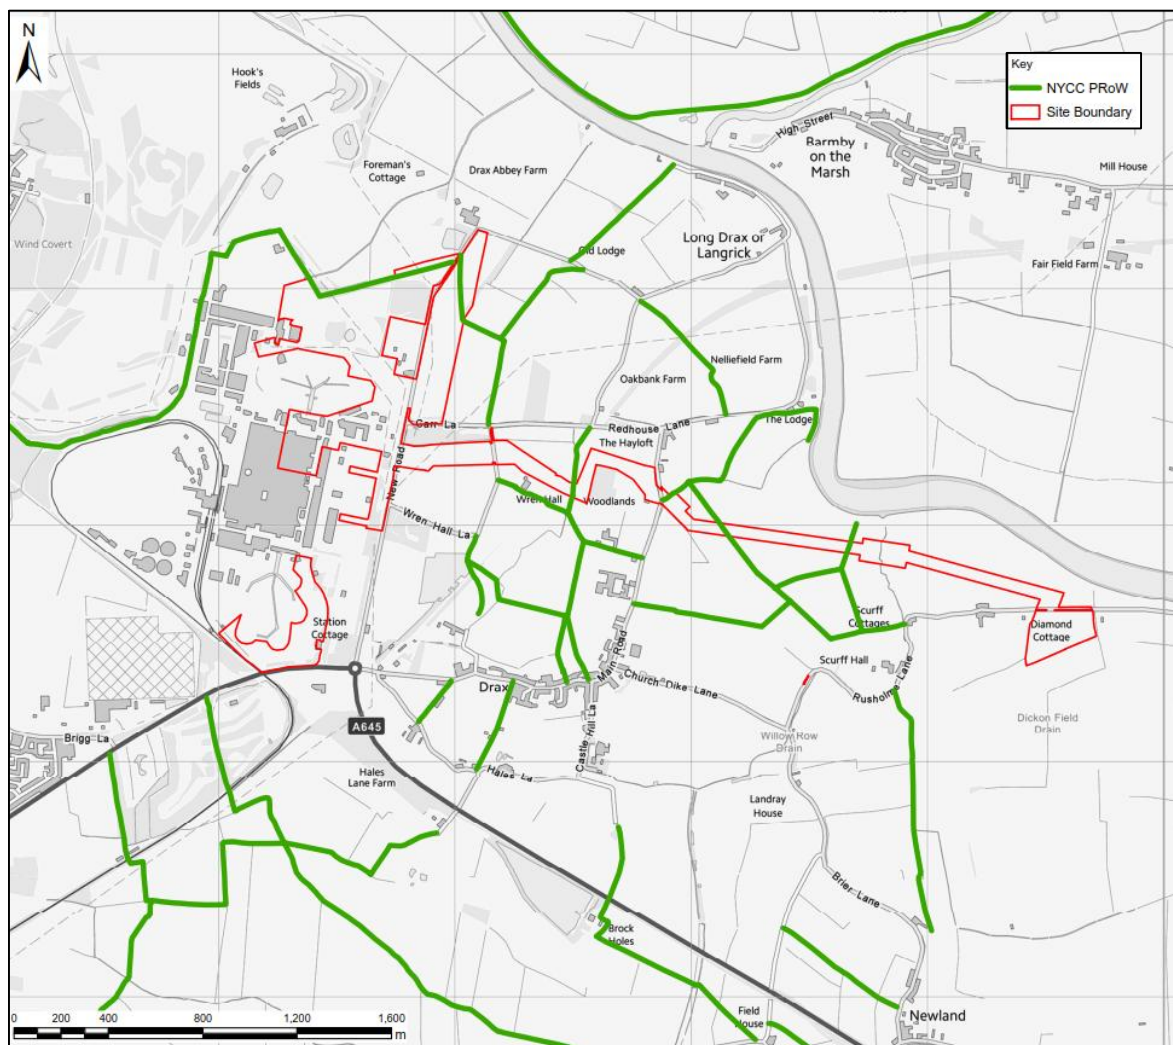 N
Key
NYCC PRoW
Site Boundary
Hook's
Fields
High Street
Barmby
on the
Marsh
Mill House
Foreman's
Cottage
Drax Abbey Farm
Wind Covert
Old Lodge
Long Drax or
Langrick
Fair Field Farm
Nelliefield Farm
Oakbank Farm
Carr La
Redhouse Lane
The Lodge
The Hayloft
New Road
Wren Hall
Woodlands
Wren Hall La
Station
Cottage
Scurff
Cottages
Diamond
Cottage
Main Road
Scurff Hall
Drax
Church Dike Lane
Rusholme Lane
A645
Castle Hill La
Willow Row
Drain
Dickon Field
Drain
Brigg La
Hales
Lane Farm
Hales La
Landray
House
Brier Lane
Brock
Holes
Field
House
Newland
0 200 400 800 1,200 1,600
m